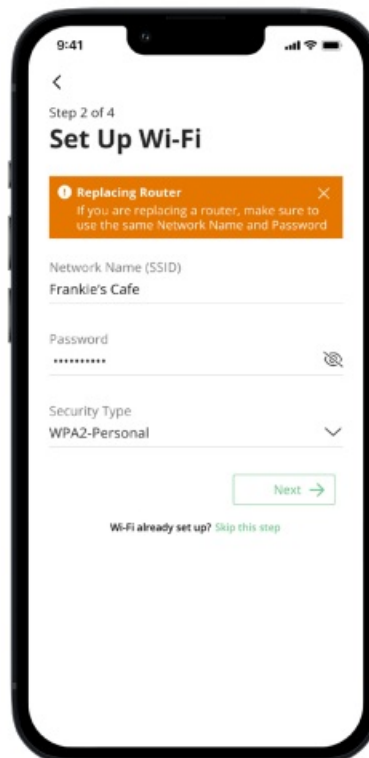 9:41
Step 2 of 4
Set Up Wi-Fi
Replacing Router
If you are replacing a router, make sure to
use the same Network Name and Password
Network Name (SSID)
Frankie's Cafe
Password
••••••••••
Security Type
WPA2-Personal
Next →
Wi-Fi already set up? Skip this step